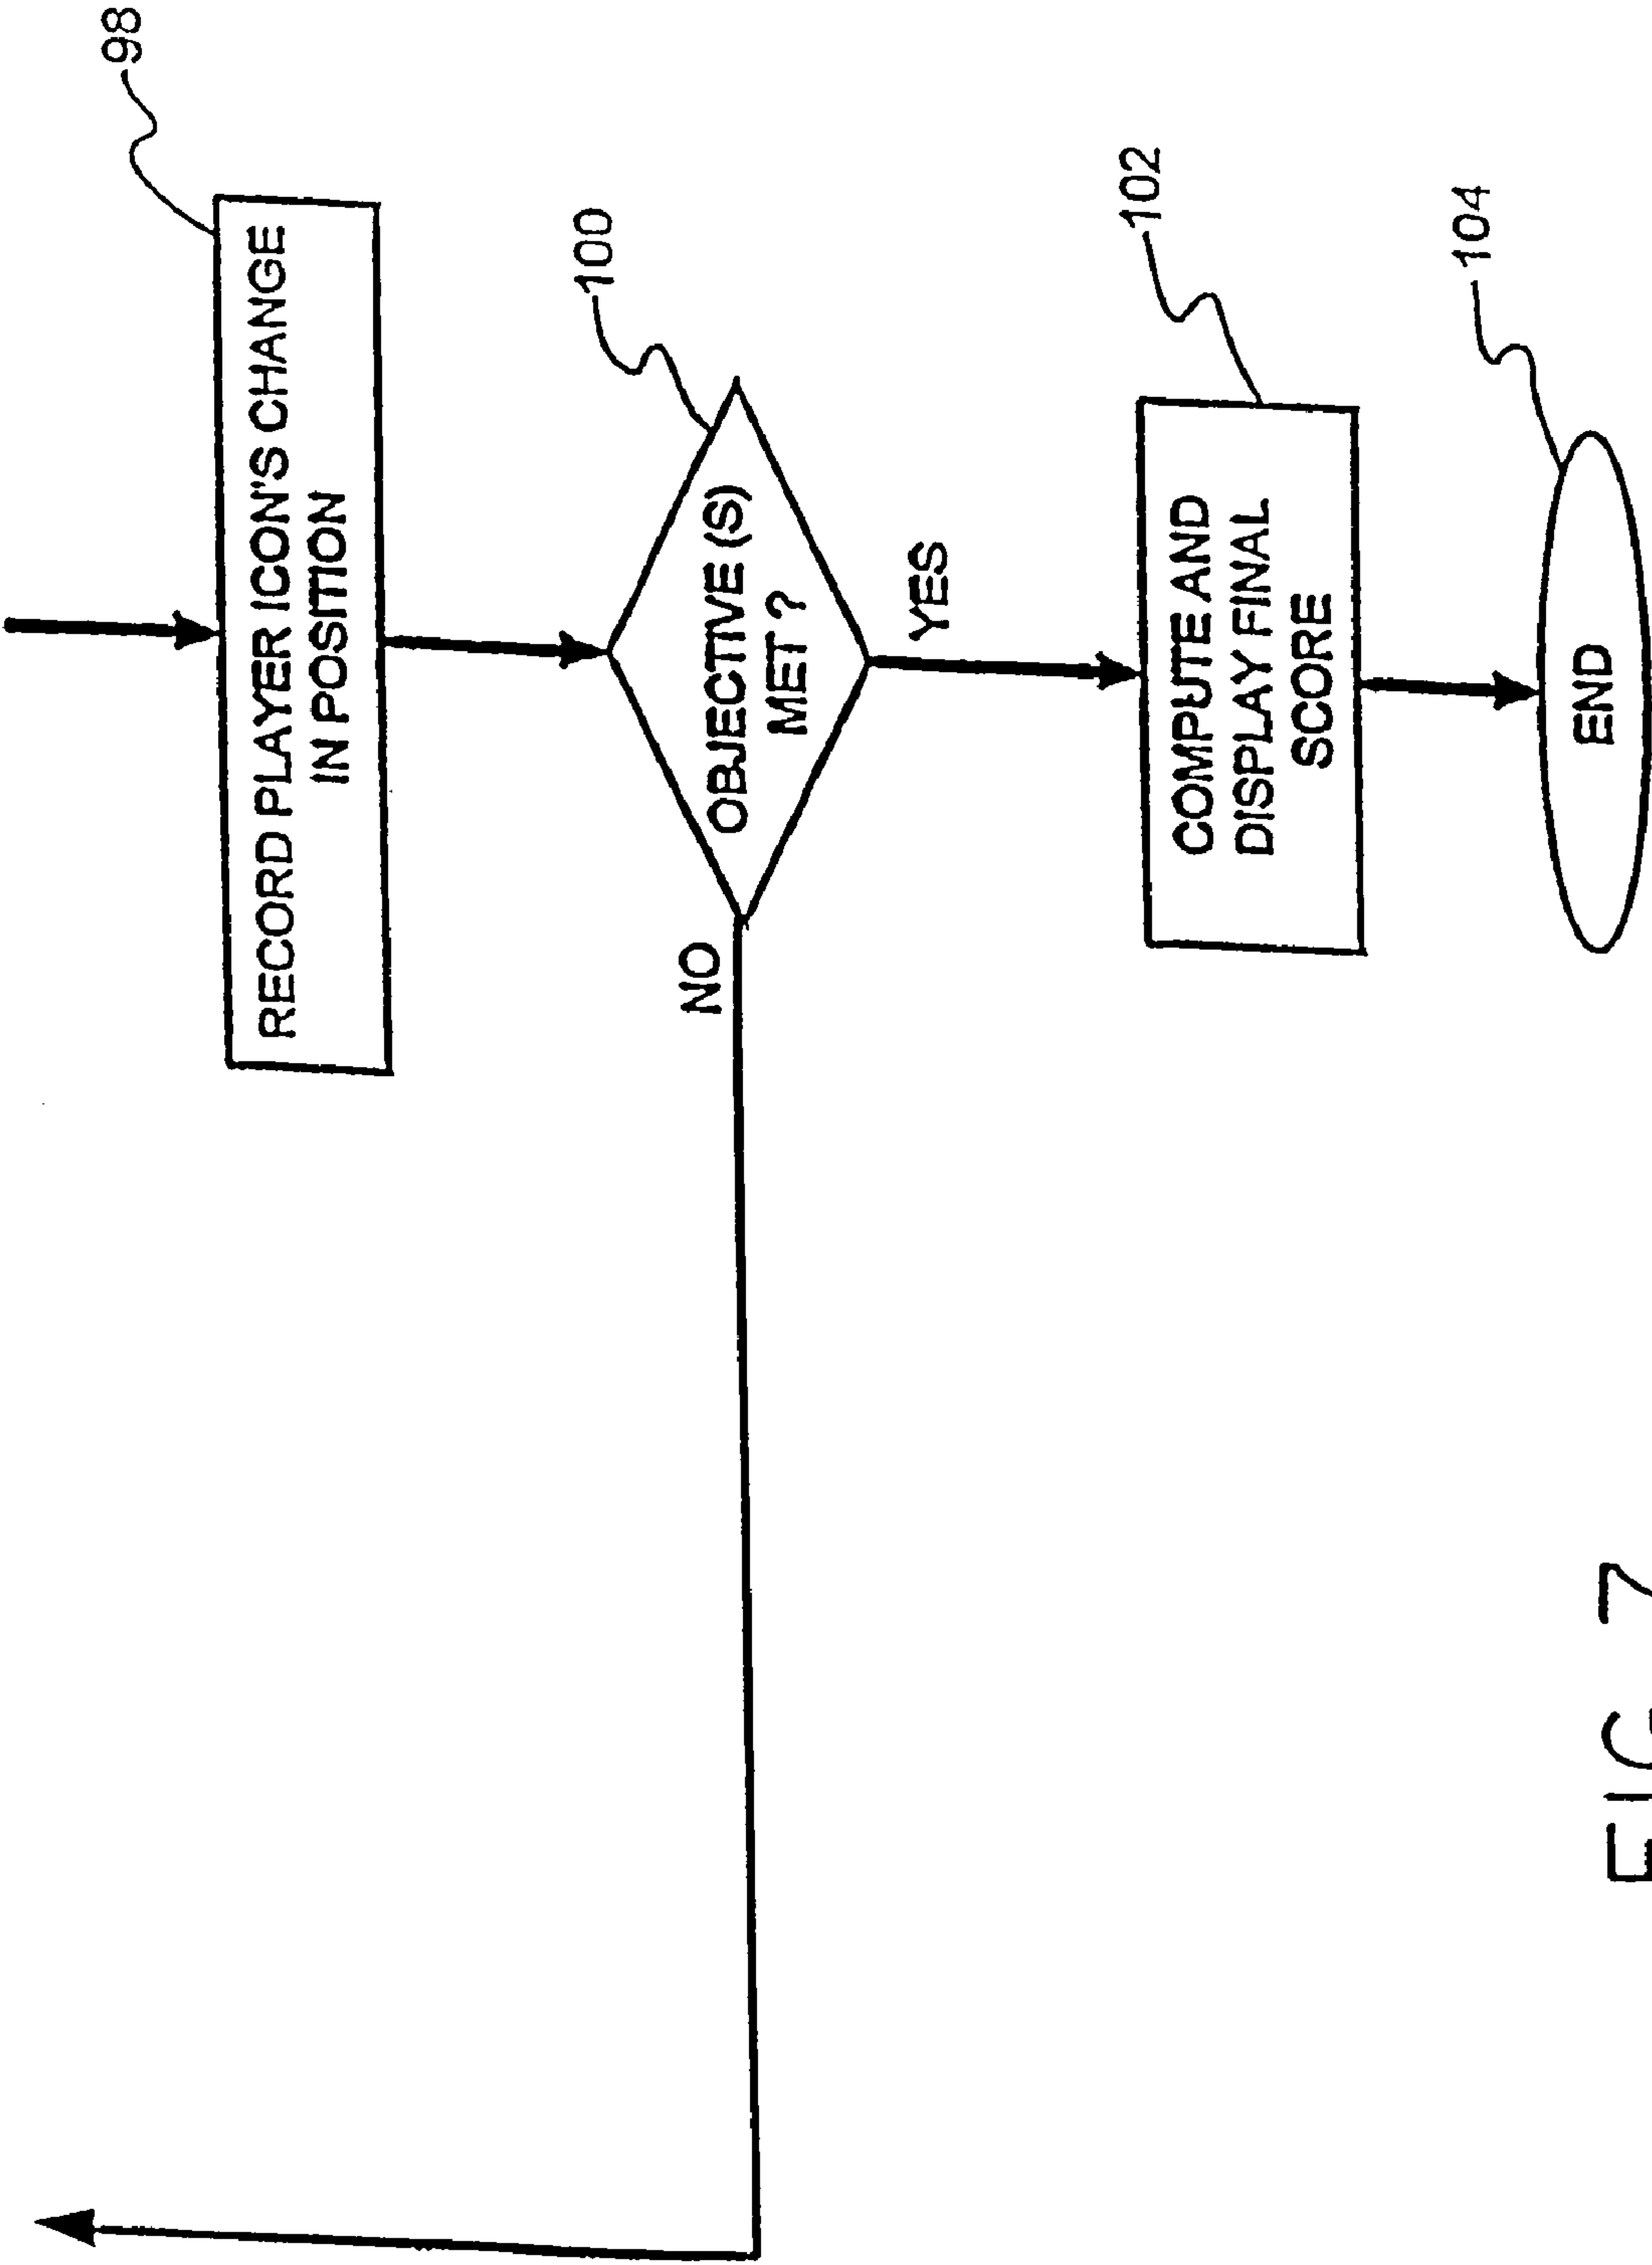 98
RECORD PLAYER ICON'S CHANGE
IN POSITION
100
OBJECTIVE (S)
MET ?
NO
YES
102
COMPUTE AND
DISPLAY FINAL
SCORE
104
END
FIG 7